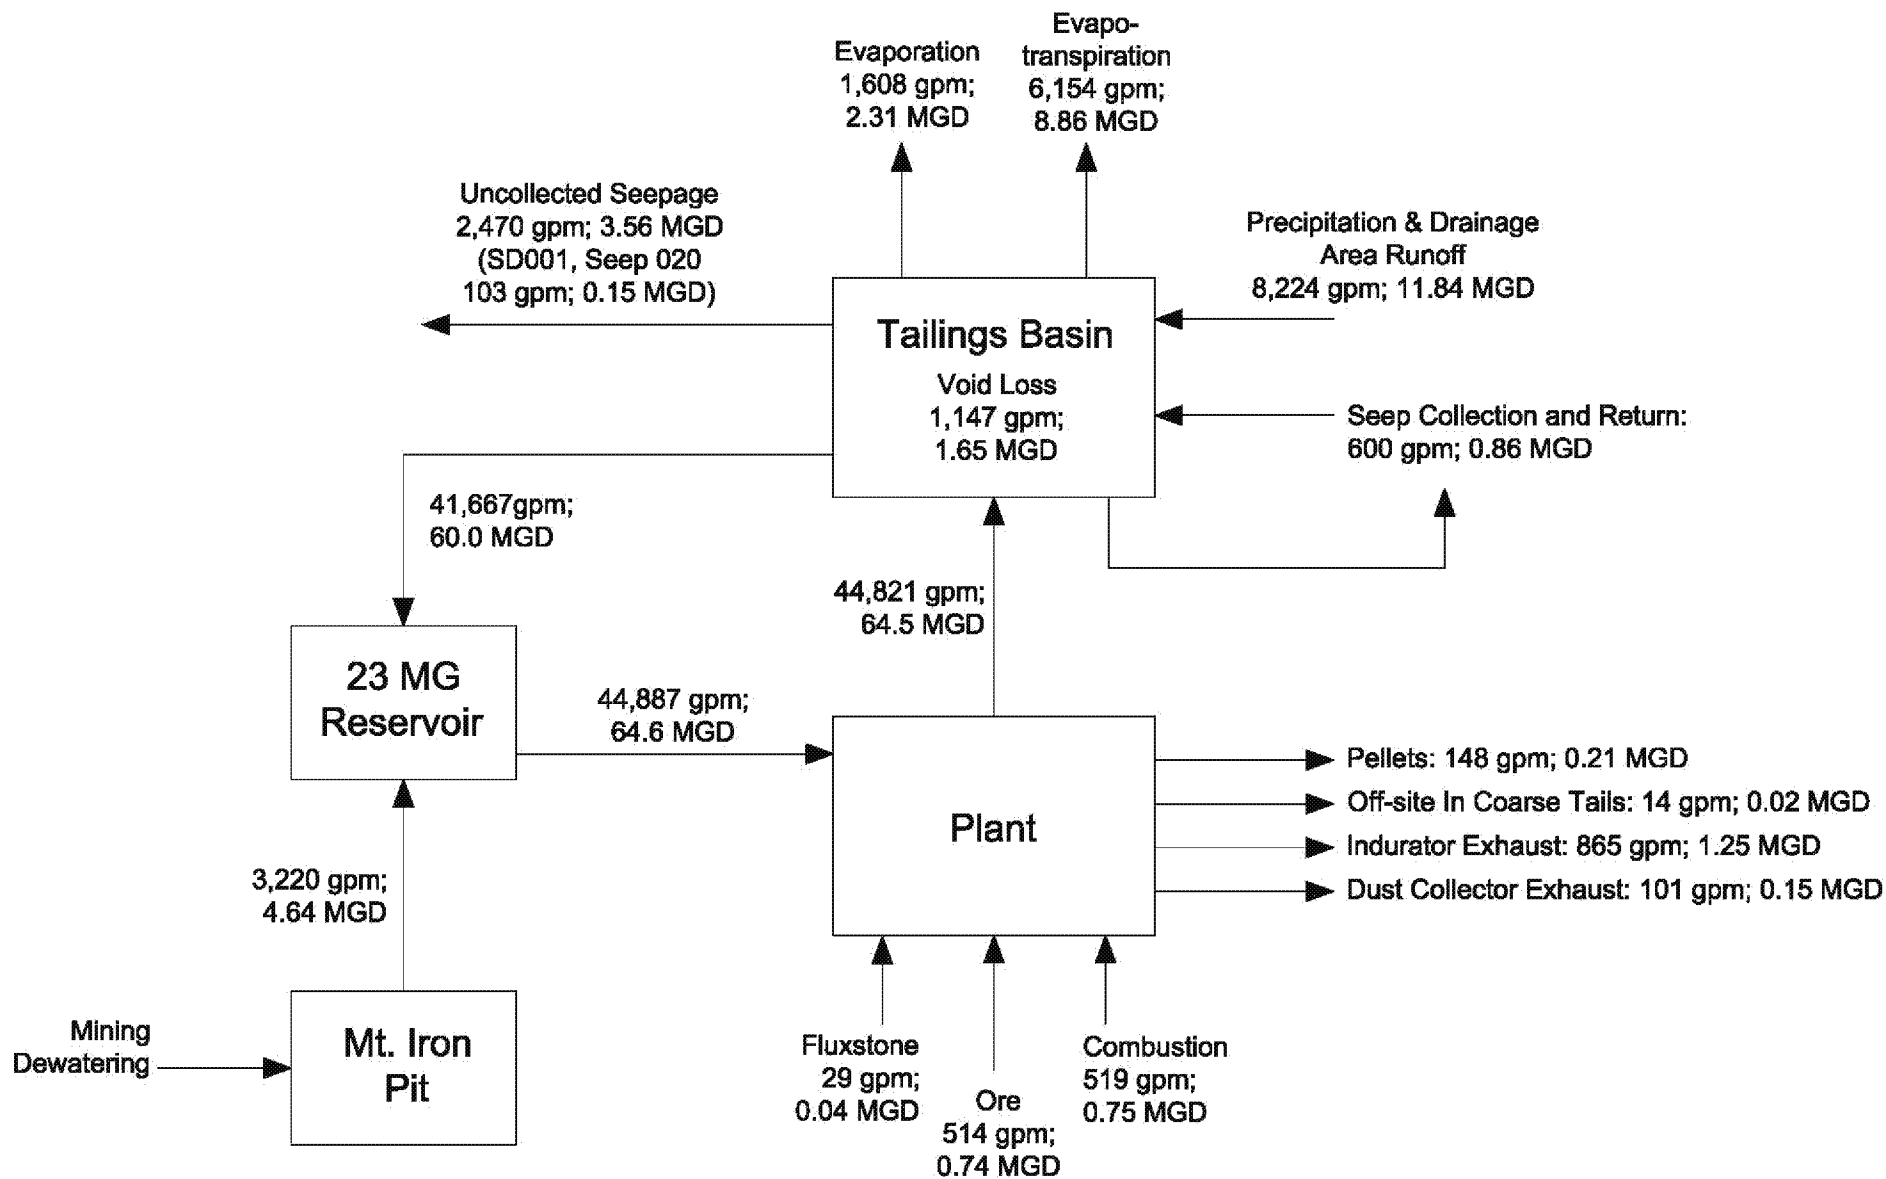 Evapo-
transpiration
6,154 gpm;
8.86 MGD
Evaporation
1,608 gpm;
2.31 MGD
Uncollected Seepage
2,470 gpm; 3.56 MGD
(SD001, Seep 020
103 gpm; 0.15 MGD)
Precipitation & Drainage
Area Runoff
8,224 gpm; 11.84 MGD
Tailings Basin
Void Loss
1,147 gpm;
1.65 MGD
Seep Collection and Return:
600 gpm; 0.86 MGD
41,667gpm;
60.0 MGD
44,821 gpm;
64.5 MGD
23 MG
Reservoir
44,887 gpm;
64.6 MGD
Plant
Pellets: 148 gpm; 0.21 MGD
Off-site In Coarse Tails: 14 gpm; 0.02 MGD
Indurator Exhaust: 865 gpm; 1.25 MGD
Dust Collector Exhaust: 101 gpm; 0.15 MGD
3,220 gpm;
4.64 MGD
Mining
Dewatering
Mt. Iron
Pit
Fluxstone
29 gpm;
0.04 MGD
Ore
514 gpm;
0.74 MGD
Combustion
519 gpm;
0.75 MGD